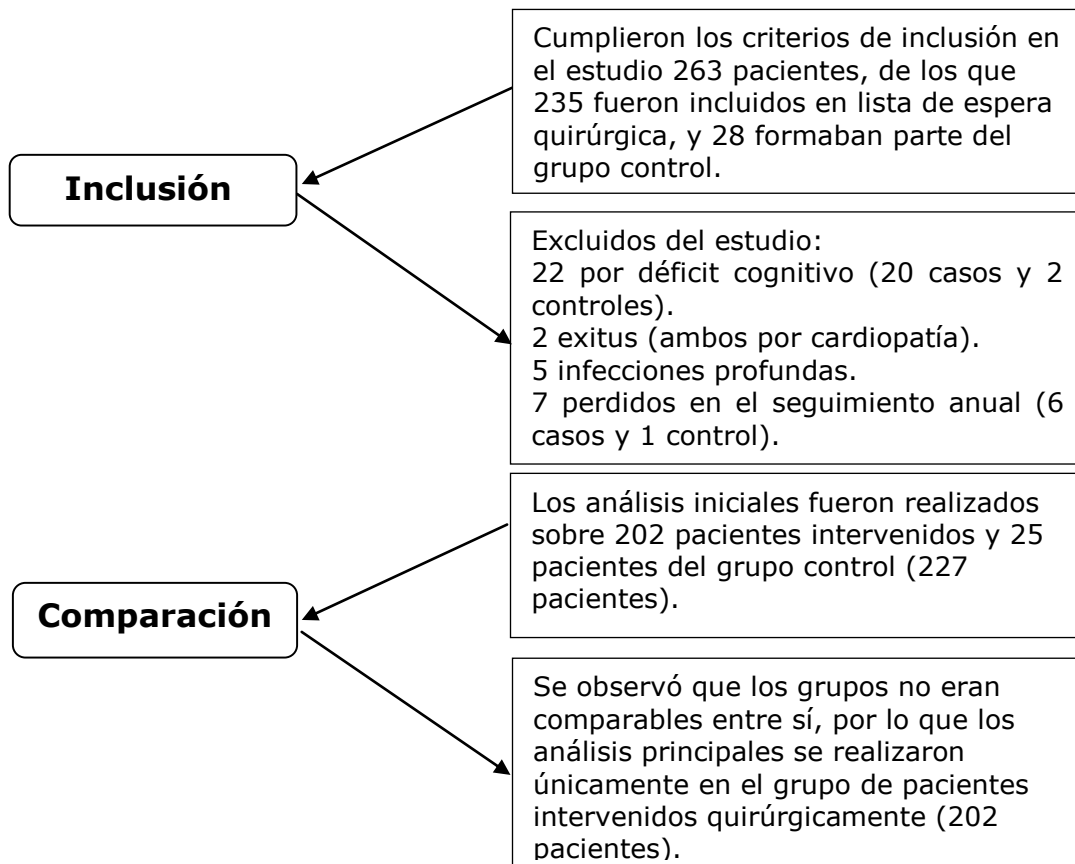 Cumplieron los criterios de inclusión en
el estudio 263 pacientes, de los que
235 fueron incluidos en lista de espera
quirúrgica, y 28 formaban parte del
grupo control.
Inclusión
Excluidos del estudio:
22 por déficit cognitivo (20 casos y 2
controles).
2 exitus (ambos por cardiopatía).
5 infecciones profundas.
7 perdidos en el seguimiento anual (6
casos y 1 control).
Los análisis iniciales fueron realizados
sobre 202 pacientes intervenidos y 25
pacientes del grupo control (227
pacientes).
Comparación
Se observó que los grupos no eran
comparables entre sí, por lo que los
análisis principales se realizaron
únicamente en el grupo de pacientes
intervenidos quirúrgicamente (202
pacientes).